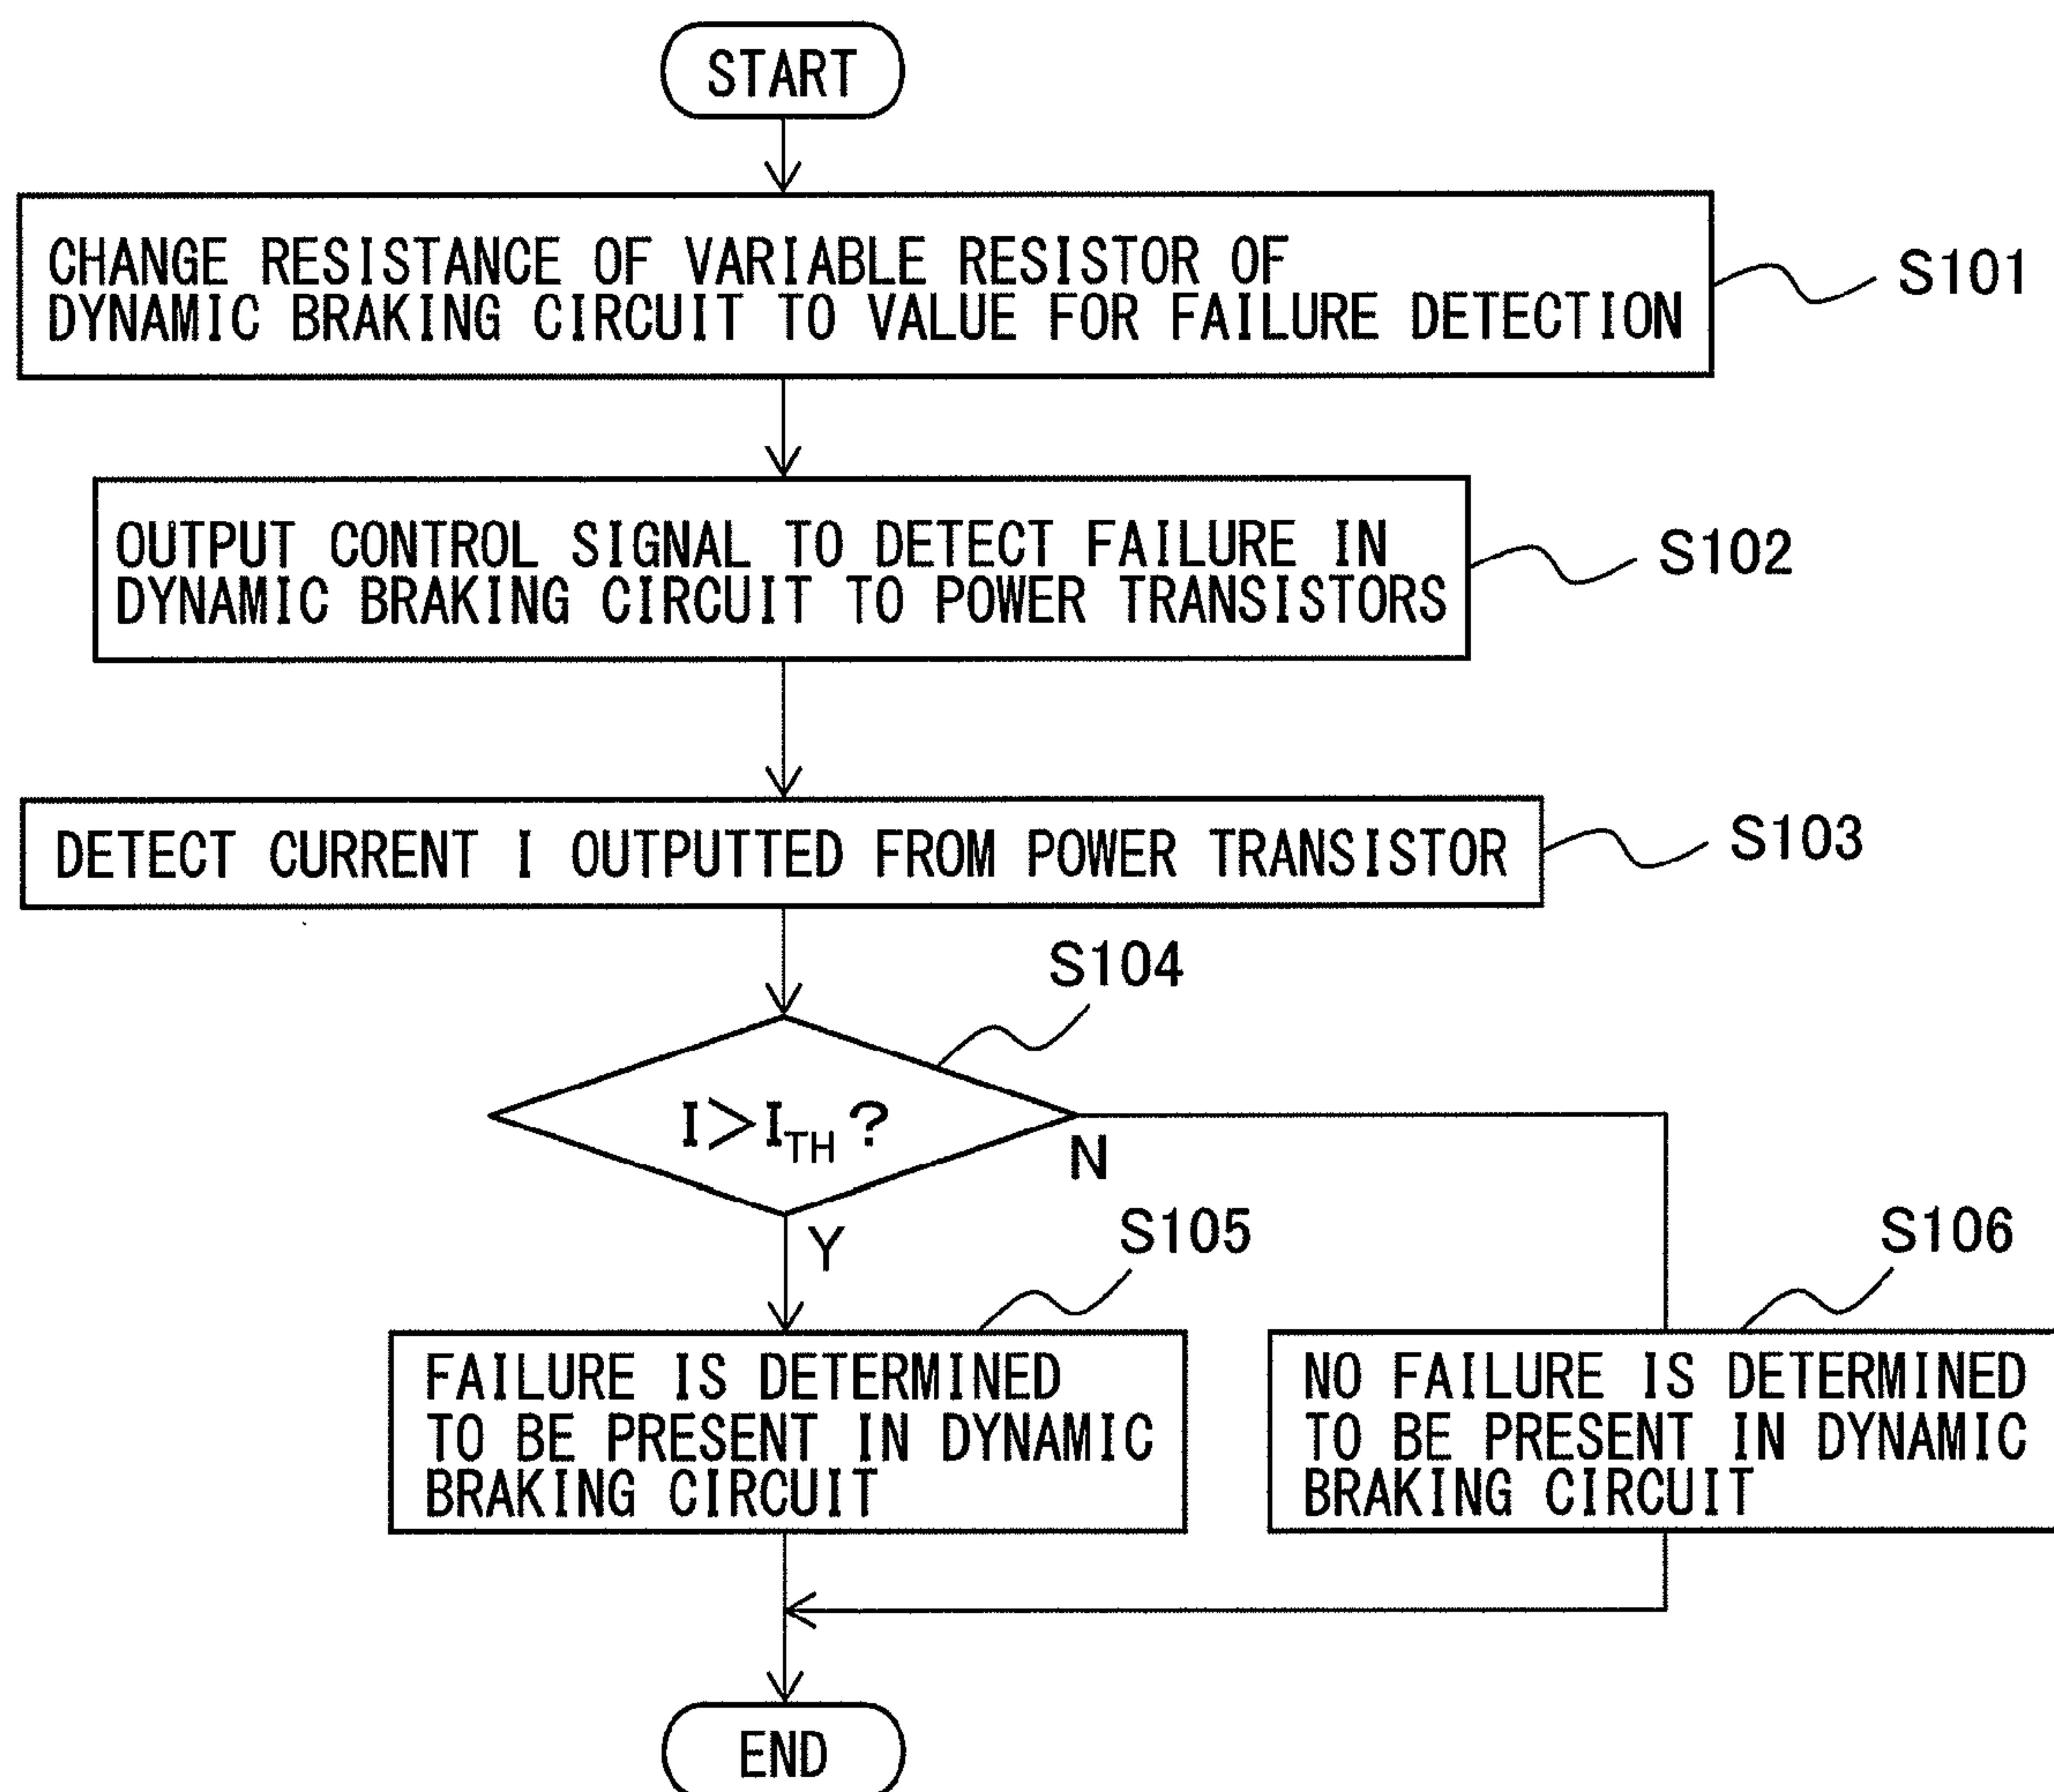 START
CHANGE RESISTANCE OF VARIABLE RESISTOR OF
DYNAMIC BRAKING CIRCUIT TO VALUE FOR FAILURE DETECTION
S101
OUTPUT CONTROL SIGNAL TO DETECT FAILURE IN
DYNAMIC BRAKING CIRCUIT TO POWER TRANSISTORS
S102
DETECT CURRENT I OUTPUTTED FROM POWER TRANSISTOR
S103
S104
I>I_TH ?
N
Y
S105
FAILURE IS DETERMINED
TO BE PRESENT IN DYNAMIC
BRAKING CIRCUIT
S106
NO FAILURE IS DETERMINED
TO BE PRESENT IN DYNAMIC
BRAKING CIRCUIT
END